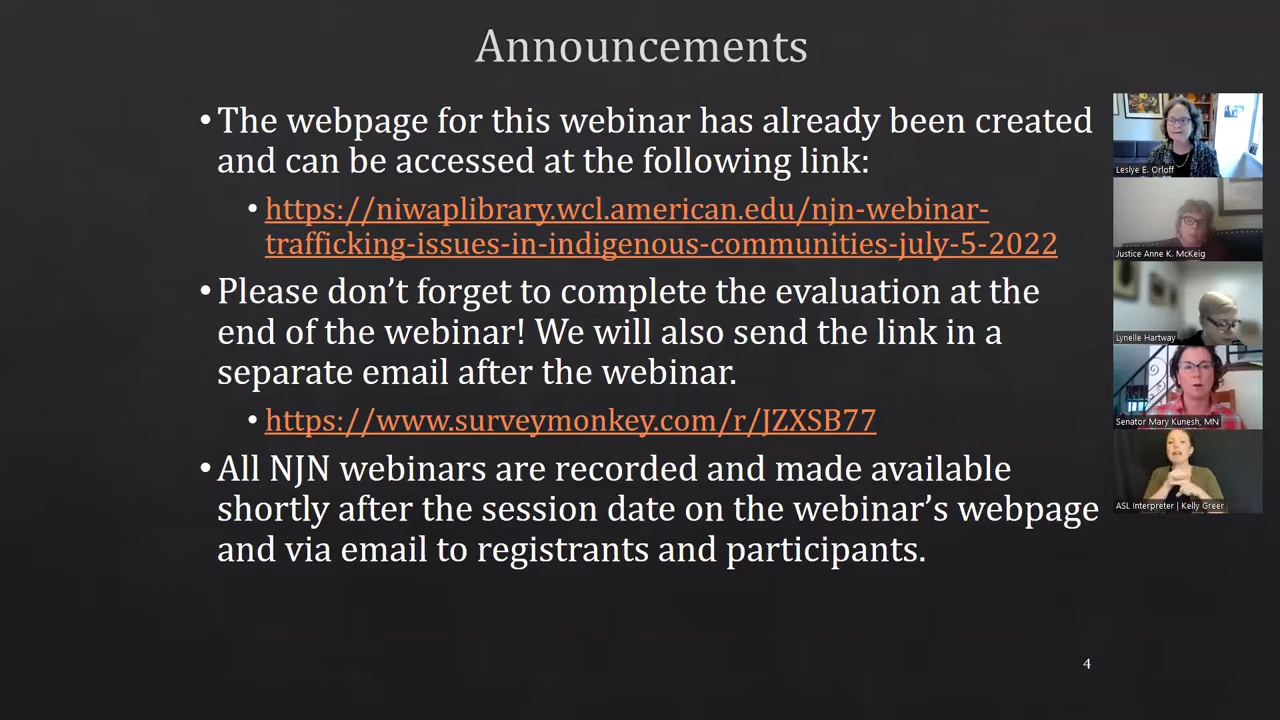 Announcements
•The webpage for this webinar has already been created
and can be accessed at the following link:
•https://niwaplibrary.wcl.american.edu/njn-webinar-
trafficking-issues-in-indigenous-communities-july-5-2022
•Please don’t forget to complete the evaluation at the
end of the webinar! We will also send the link in a
separate email after the webinar.
•https://www.surveymonkey.com/r/JZXSB77
•All NJN webinars are recorded and made available
shortly after the session date on the webinar’s webpage
and via email to registrants and participants.
4
Leslye E. Orloff
Justice Anne K. McKeig
Lynelle Hartway
Senator Mary Kunesh, MN
ASL Interpreter | Kelly Greer